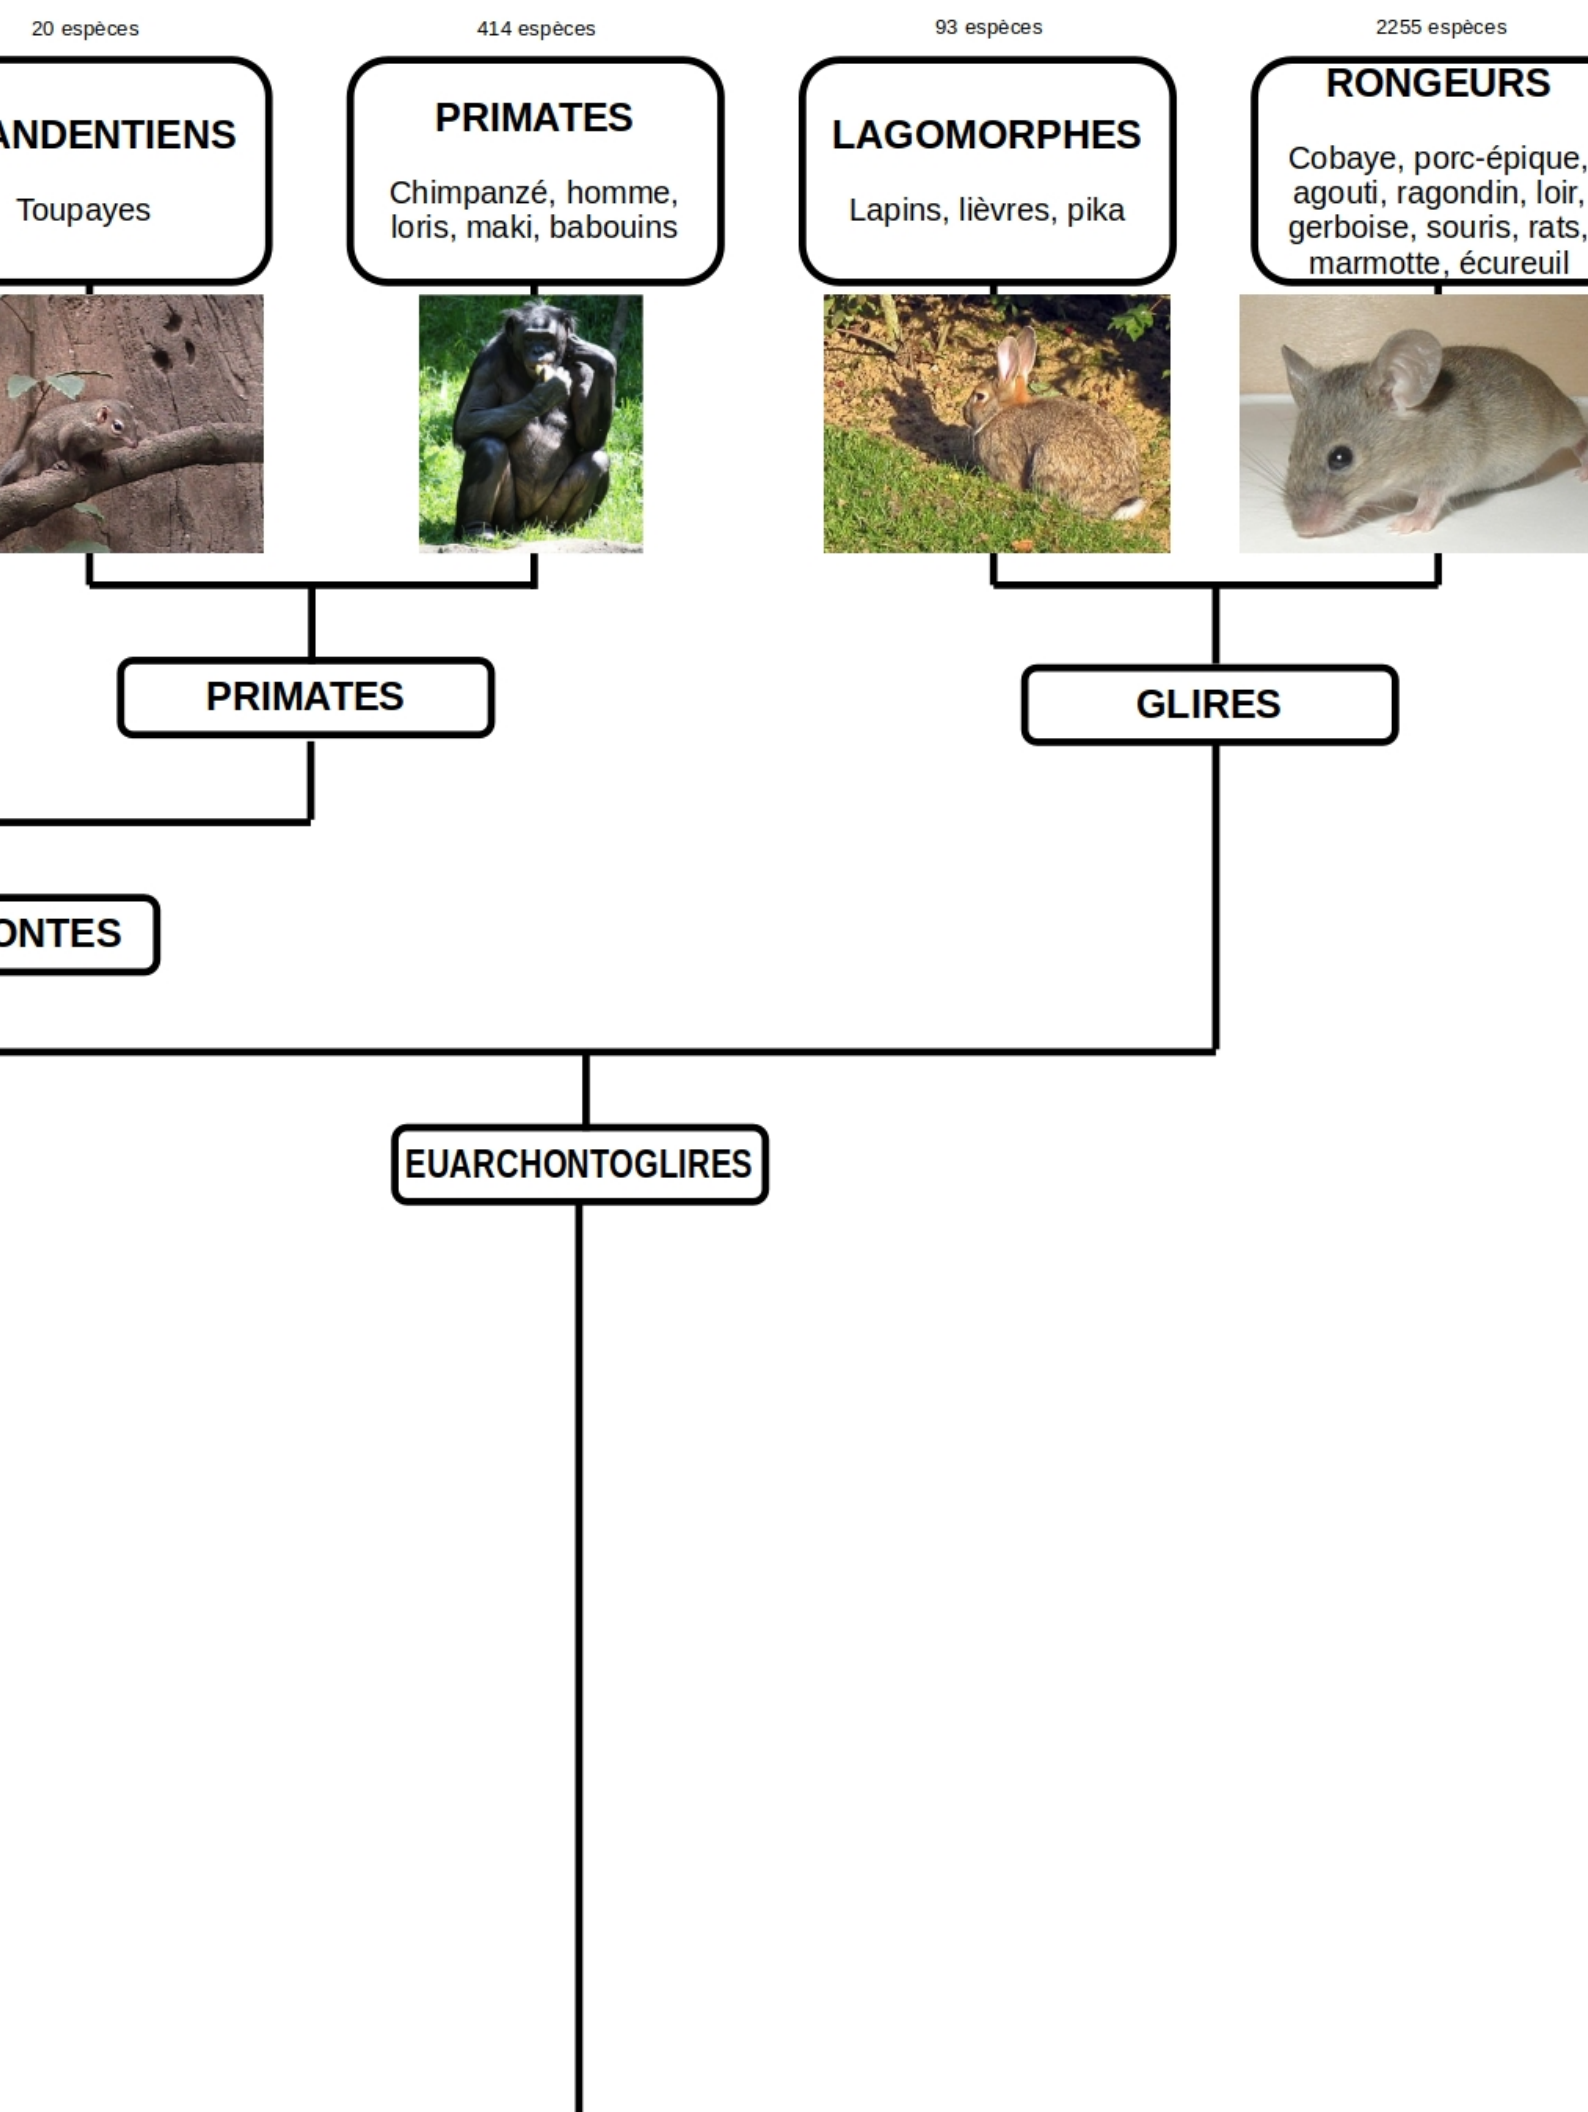 20 espèces
414 espèces
93 espèces
2255 espèces
ANDENTIENS
Toupayes
PRIMATES
Chimpanzé, homme,
loris, maki, babouins
LAGOMORPHES
Lapins, lièvres, pika
RONGEURS
Cobaye, porc-épique,
agouti, ragondin, loir,
gerboise, souris, rats,
marmotte, écureuil
PRIMATES
GLIRES
ONTES
EUARCHONTOGLIRES